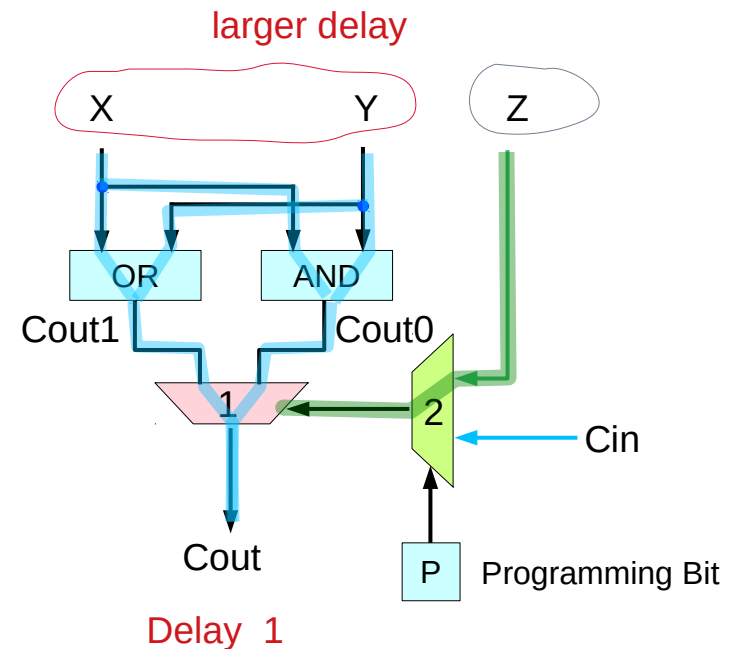 larger delay
X Y Z
OR AND
Cout1 Cout0
1
2
Cin
Cout
P Programming Bit
Delay 1